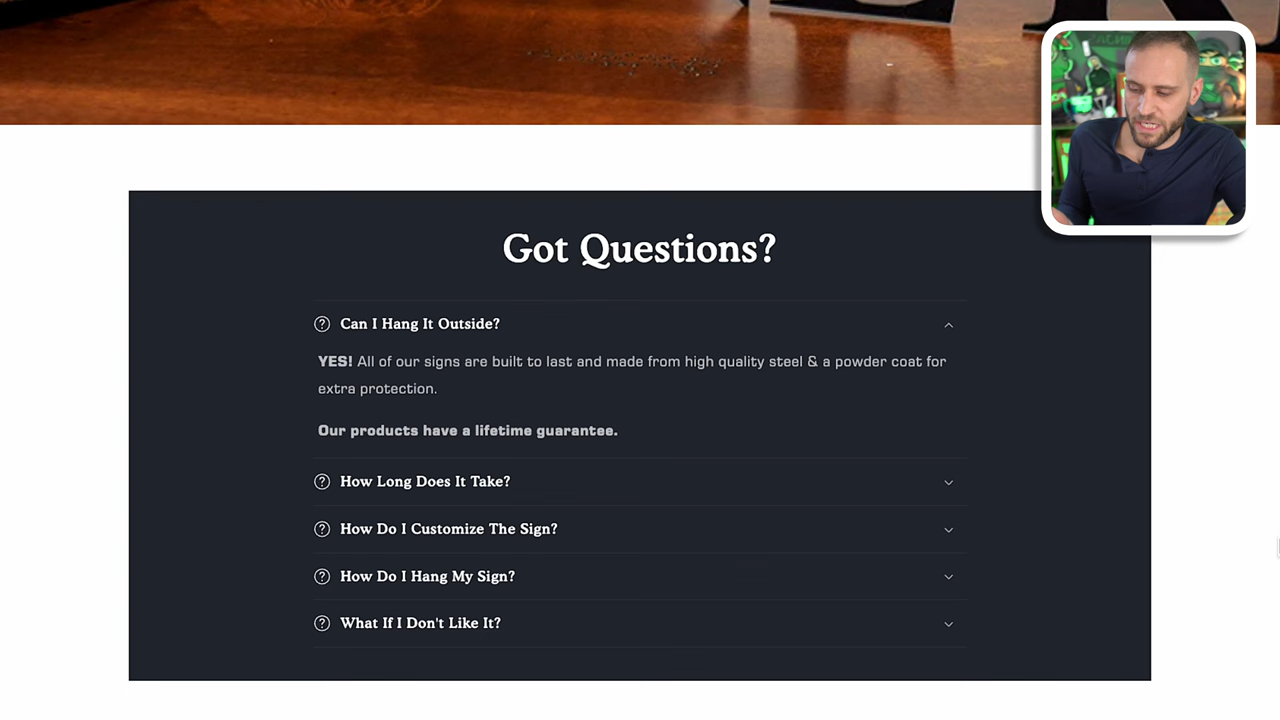 Got Questions?
Can I Hang It Outside?
YES! All of our signs are built to last and made from high quality steel & a powder coat for
extra protection.
Our products have a lifetime guarantee.
How Long Does It Take?
How Do I Customize The Sign?
How Do I Hang My Sign?
What If I Don't Like It?